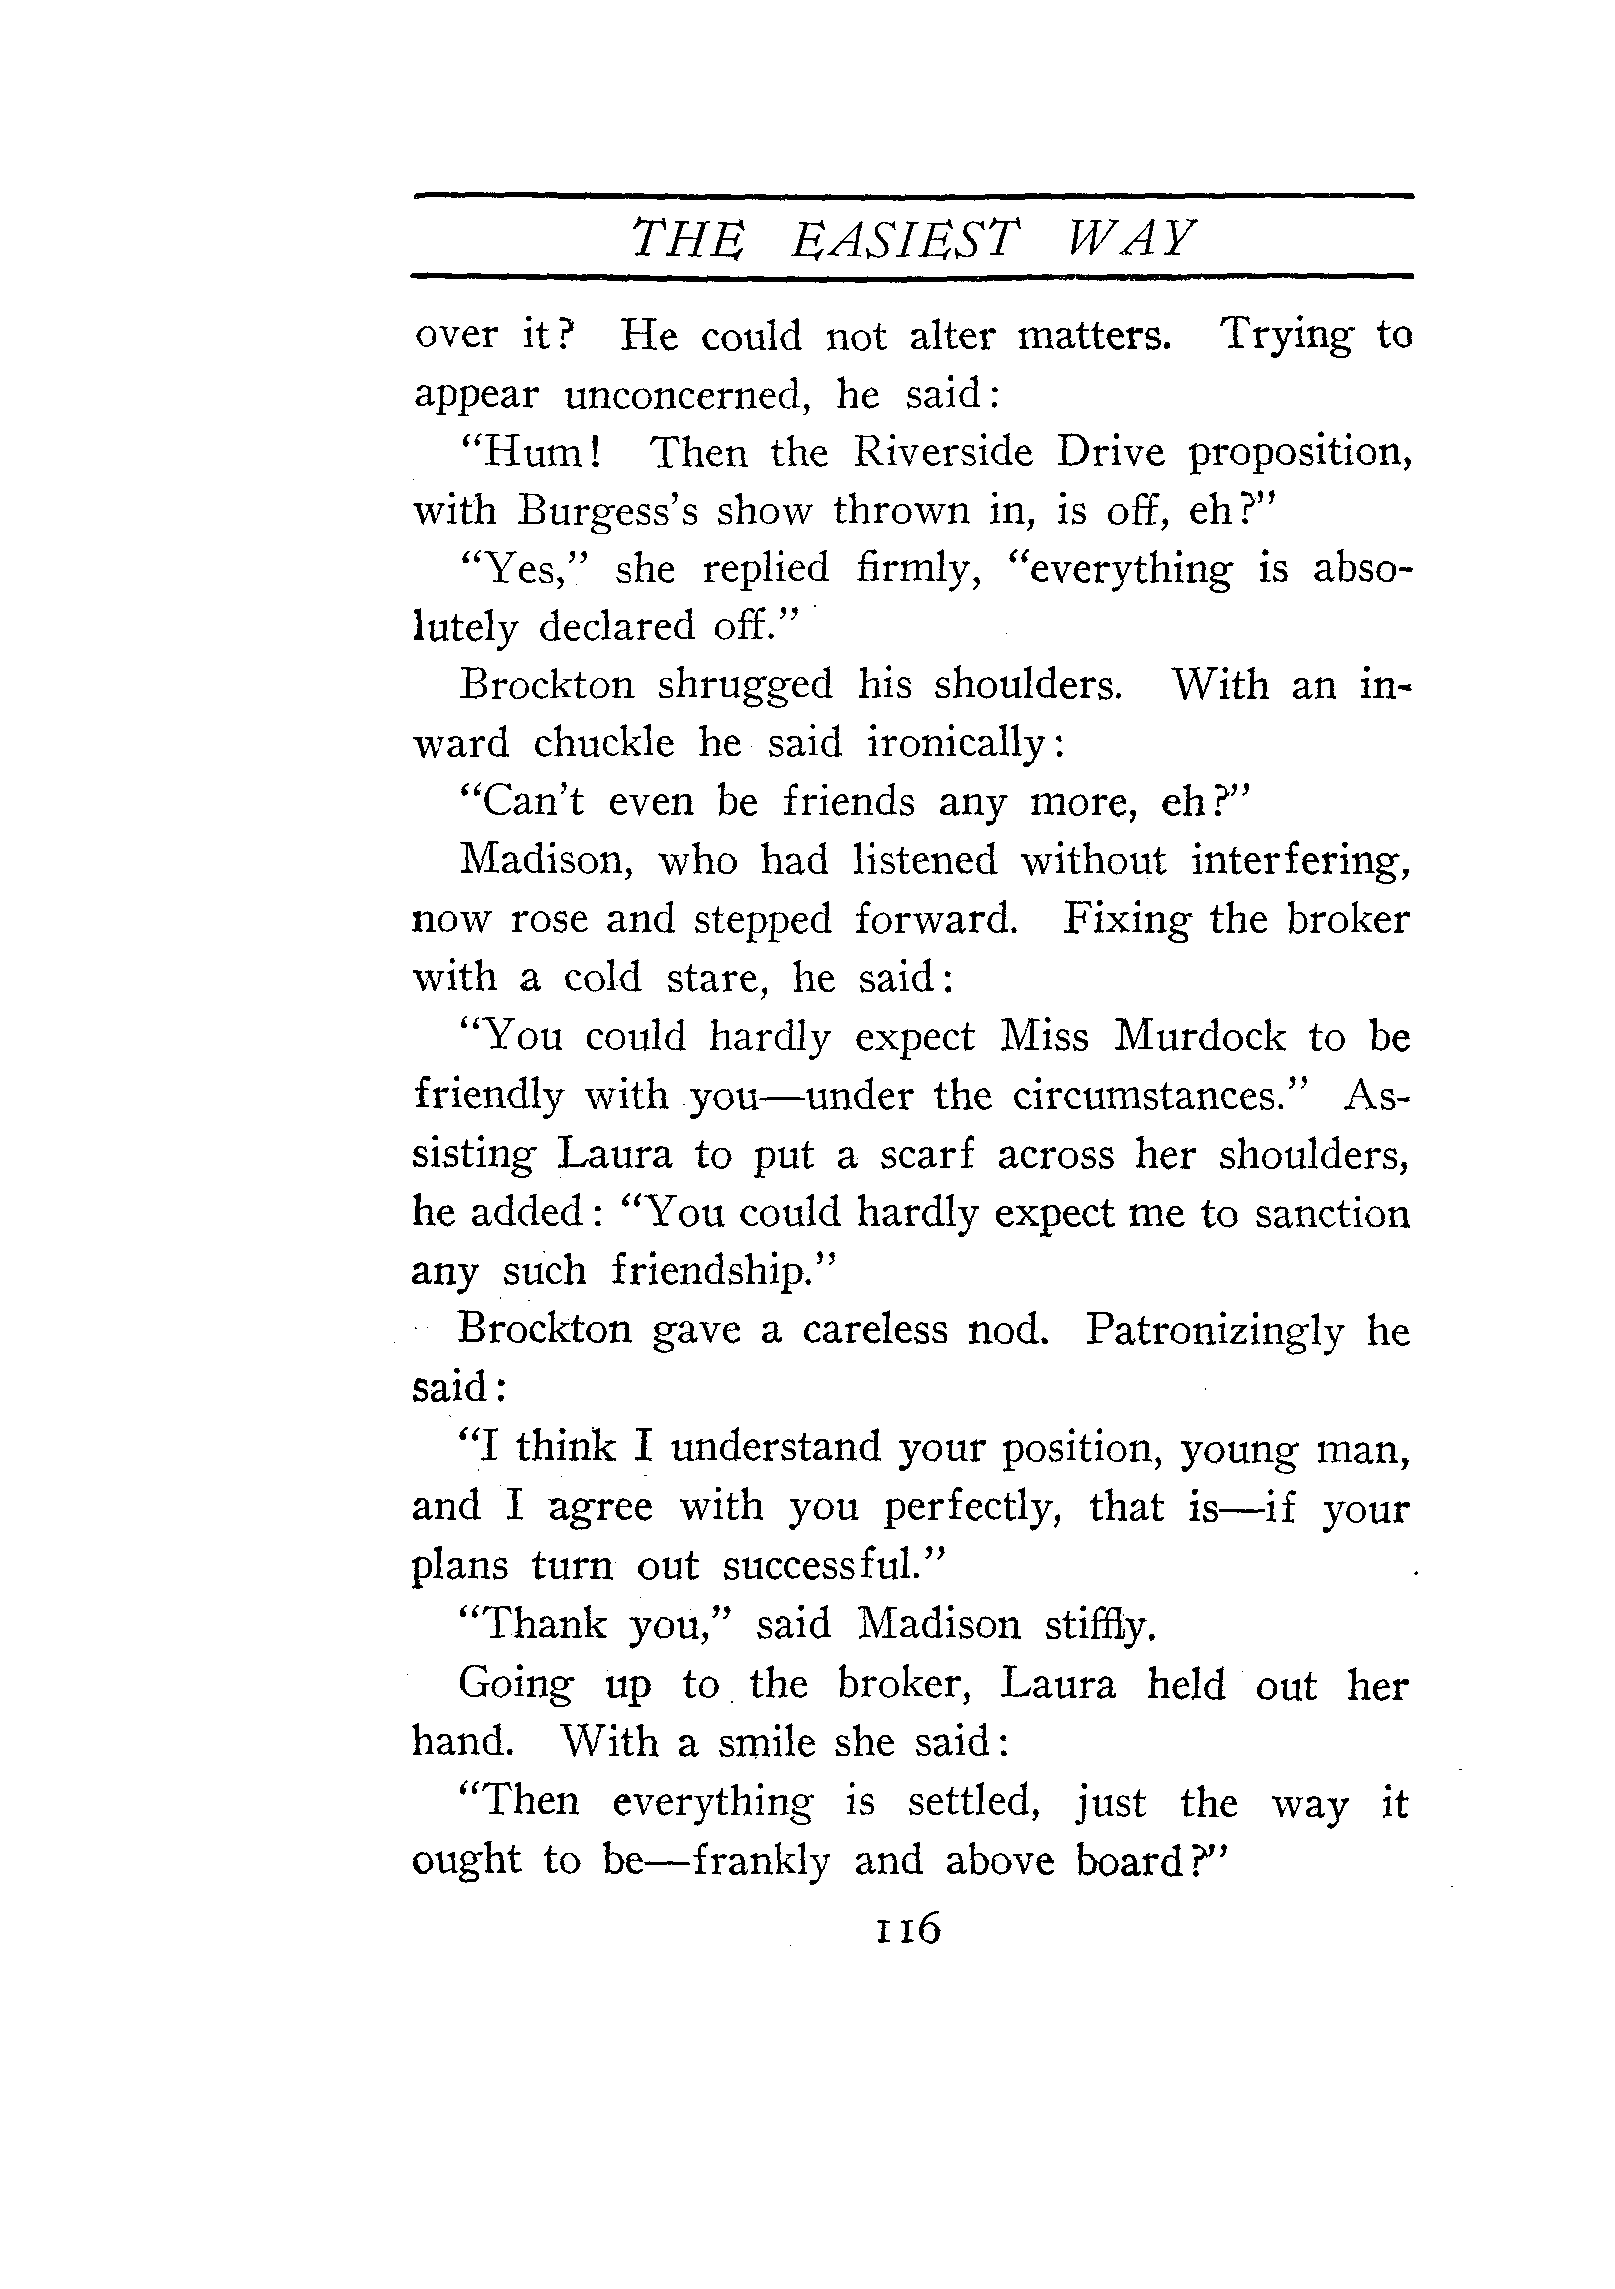 THE EASIEST WAY
over it? He could not alter matters. Trying to
appear unconcerned, he said:
“Hum! Then the Riverside Drive proposition,
with Burgess’s show thrown in, is off, eh?”
“Yes,” she replied firmly, “everything is abso-
lutely declared off.”
Brockton shrugged his shoulders. With an in-
ward chuckle he said ironically:
“Can’t even be friends any more, eh?”
Madison, who had listened without interfering,
now rose and stepped forward. Fixing the broker
with a cold stare, he said:
“You could hardly expect Miss Murdock to be
friendly with you—under the circumstances.” As-
sisting Laura to put a scarf across her shoulders,
he added: “You could hardly expect me to sanction
any such friendship.”
Brockton gave a careless nod. Patronizingly he
said:
“I think I understand your position, young man,
and I agree with you perfectly, that is—if your
plans turn out successful.”
“Thank you,” said Madison stiffly.
Going up to the broker, Laura held out her
hand. With a smile she said:
“Then everything is settled, just the way it
ought to be—frankly and above board?”
116